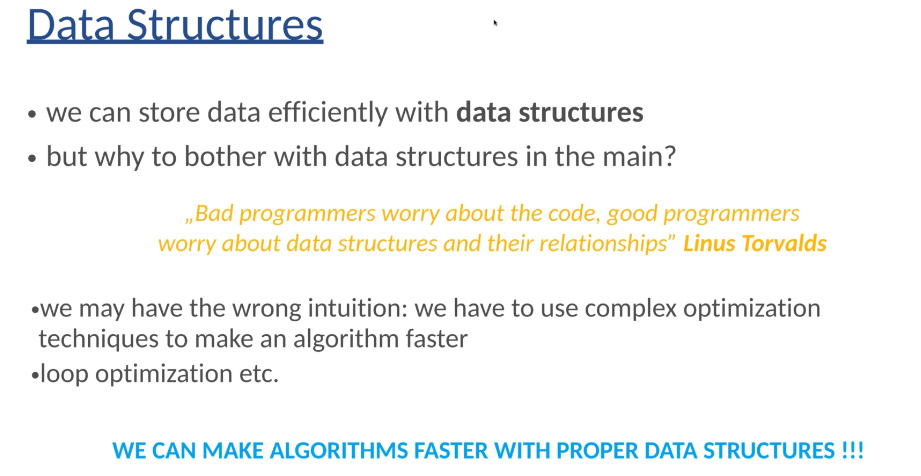 Data Structures
• we can store data efficiently with data structures
• but why to bother with data structures in the main?
„Bad programmers worry about the code, good programmers
worry about data structures and their relationships” Linus Torvalds
•we may have the wrong intuition: we have to use complex optimization
techniques to make an algorithm faster
•loop optimization etc.
WE CAN MAKE ALGORITHMS FASTER WITH PROPER DATA STRUCTURES !!!